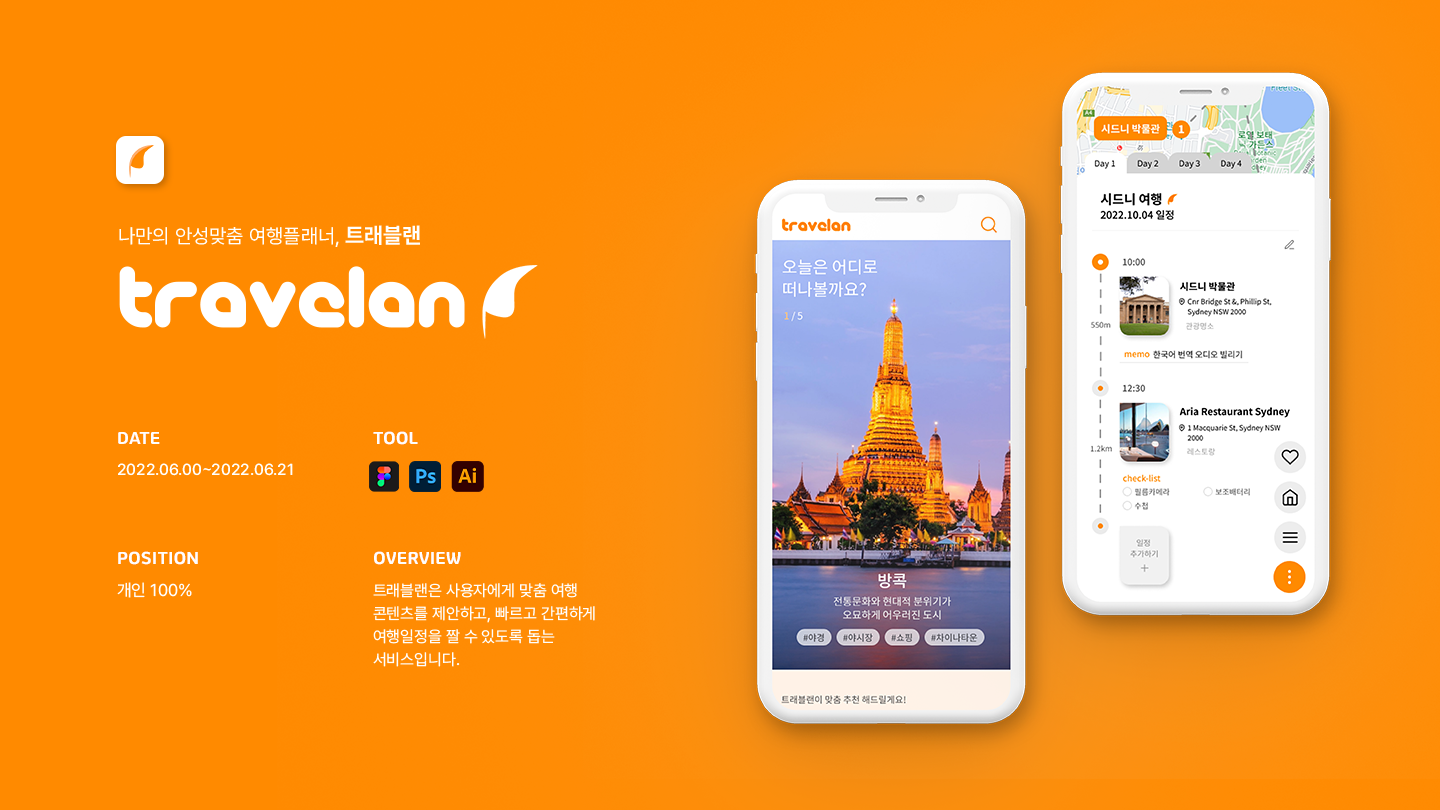 나만의 안성맞춤 여행플래너, 트래블랜
travelan
DATE
2022.06.00~2022.06.21
TOOL
Ps
Ai
POSITION
개인 100%
OVERVIEW
트래블랜은 사용자에게 맞춤 여행
콘텐츠를 제안하고, 빠르고 간편하게
여행일정을 짤 수 있도록 돕는
서비스입니다.
travelan
오늘은 어디로
떠나볼까요?
1 / 5
방콕
전통문화와 현대적 분위기가
오묘하게 어우러진 도시
#야경 #야시장 #쇼핑 #차이나타운
트래블랜이 맞춤 추천 해드릴게요!
A4
시드니 박물관 1
로열 보태
가든스
Day 1 Day 2 Day 3 Day 4
시드니 여행
2022.10.04 일정
10:00
시드니 박물관
Cnr Bridge St &, Phillip St,
Sydney NSW 2000
관광명소
550m
memo 한국어 번역 오디오 빌리기
12:30
Aria Restaurant Sydney
1 Macquarie St, Sydney NSW
2000
레스토랑
1.2km
check-list
필름카메라 보조배터리
수첩
일정
추가하기
+